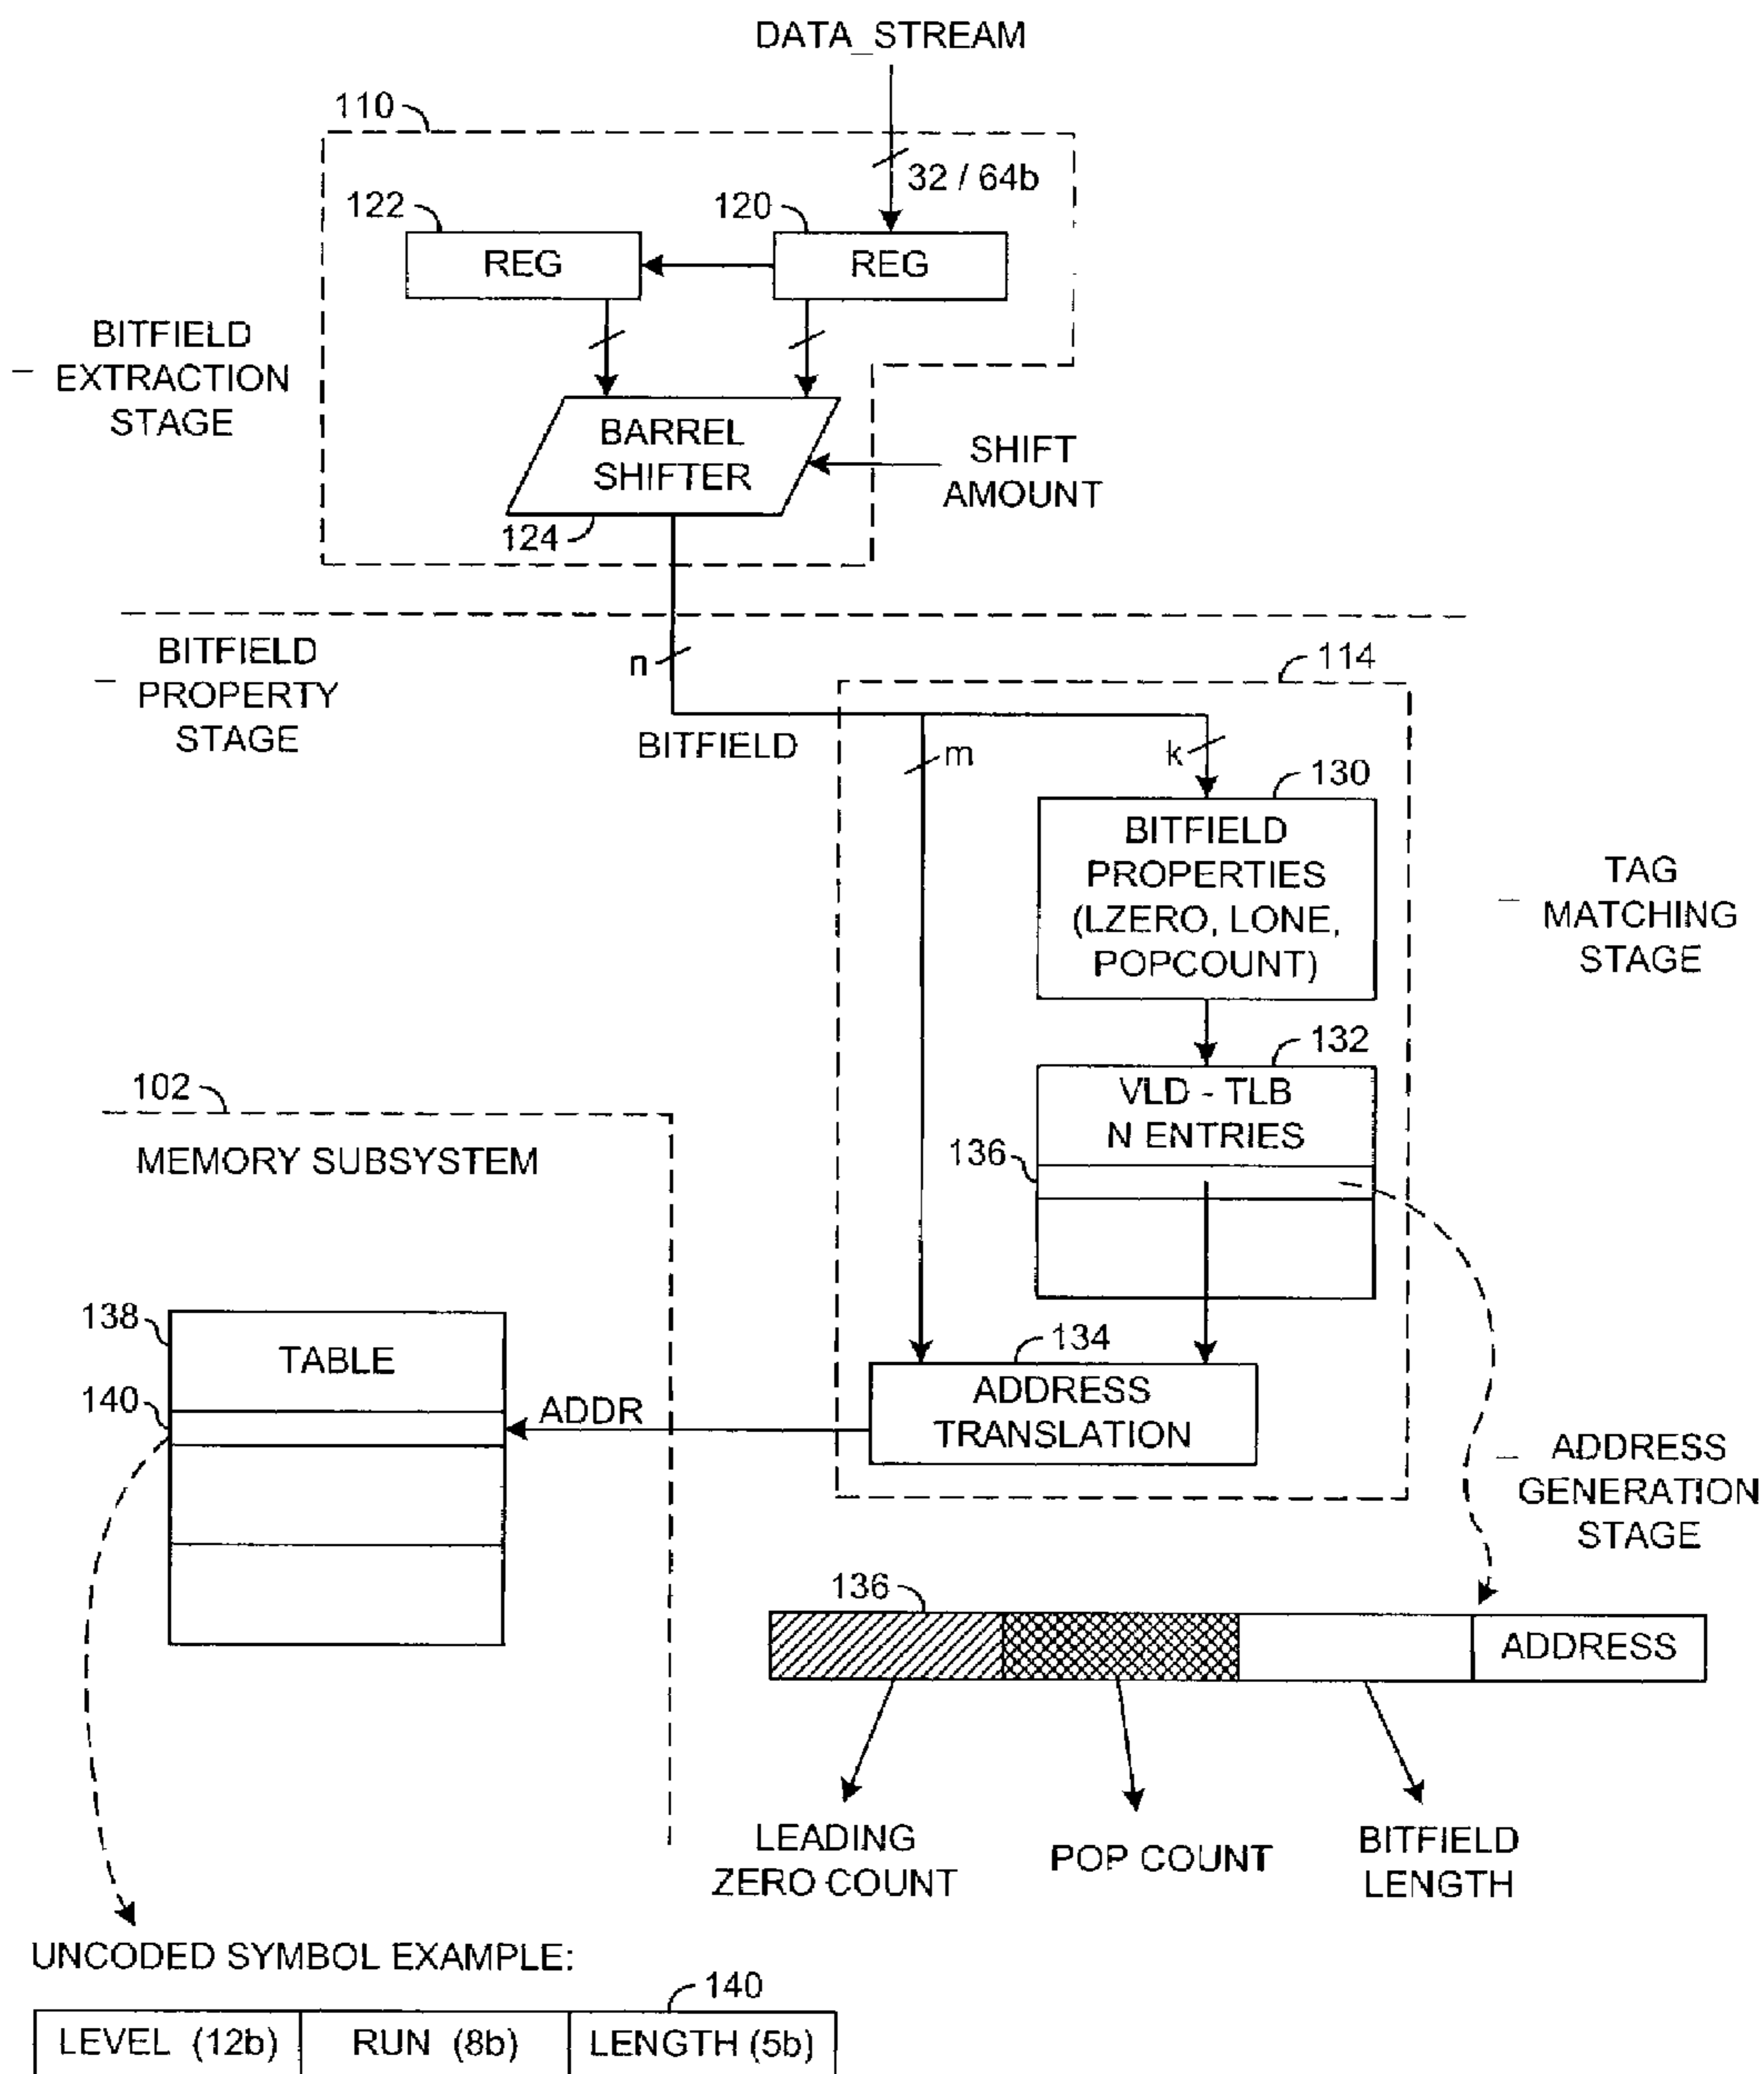 DATA_STREAM
110
32 / 64b
122
120
REG
REG
BITFIELD
EXTRACTION
STAGE
BARREL
SHIFTER
SHIFT
AMOUNT
124
BITFIELD
PROPERTY
STAGE
n
114
BITFIELD
m
k
130
BITFIELD
PROPERTIES
(LZERO, LONE,
POPCOUNT)
TAG
MATCHING
STAGE
132
VLD - TLB
N ENTRIES
136
102
MEMORY SUBSYSTEM
138
TABLE
140
ADDR
134
ADDRESS
TRANSLATION
ADDRESS
GENERATION
STAGE
136
ADDRESS
LEADING
ZERO COUNT
POP COUNT
BITFIELD
LENGTH
UNCODED SYMBOL EXAMPLE:
140
LEVEL (12b)
RUN (8b)
LENGTH (5b)